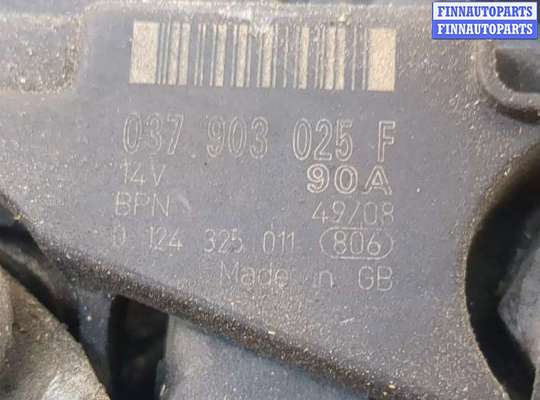 FINNAUTOPARTS
FINNAUTOPARTS
037 903 025 F
14V 90A
BPN 49/08
0 124 325 011 806
Made in GB